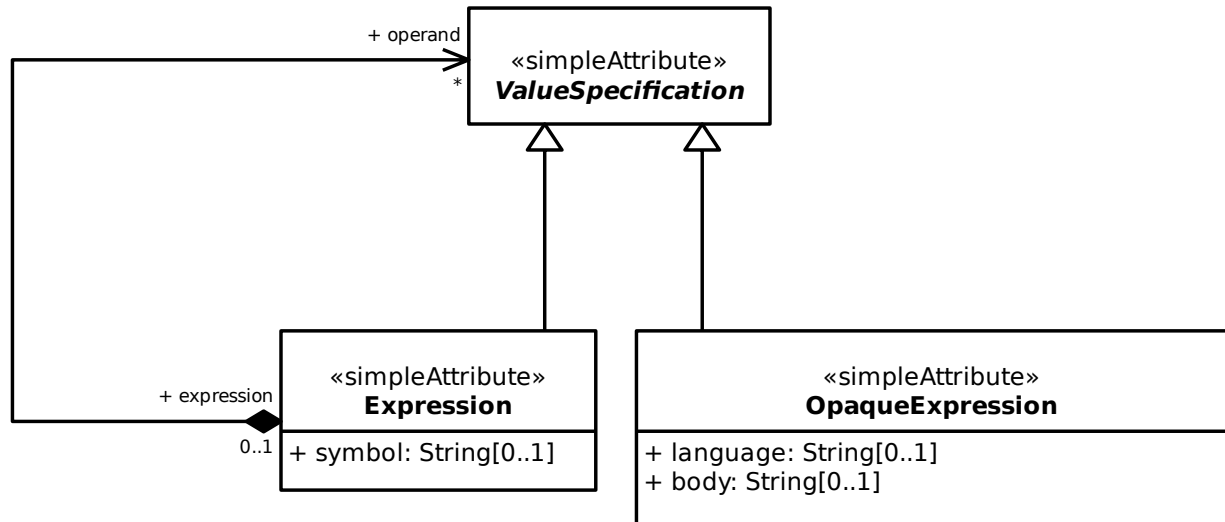 + operand
*
«simpleAttribute»
ValueSpecification
+ expression
0..1
«simpleAttribute»
Expression
+ symbol: String[0..1]
«simpleAttribute»
OpaqueExpression
+ language: String[0..1]
+ body: String[0..1]